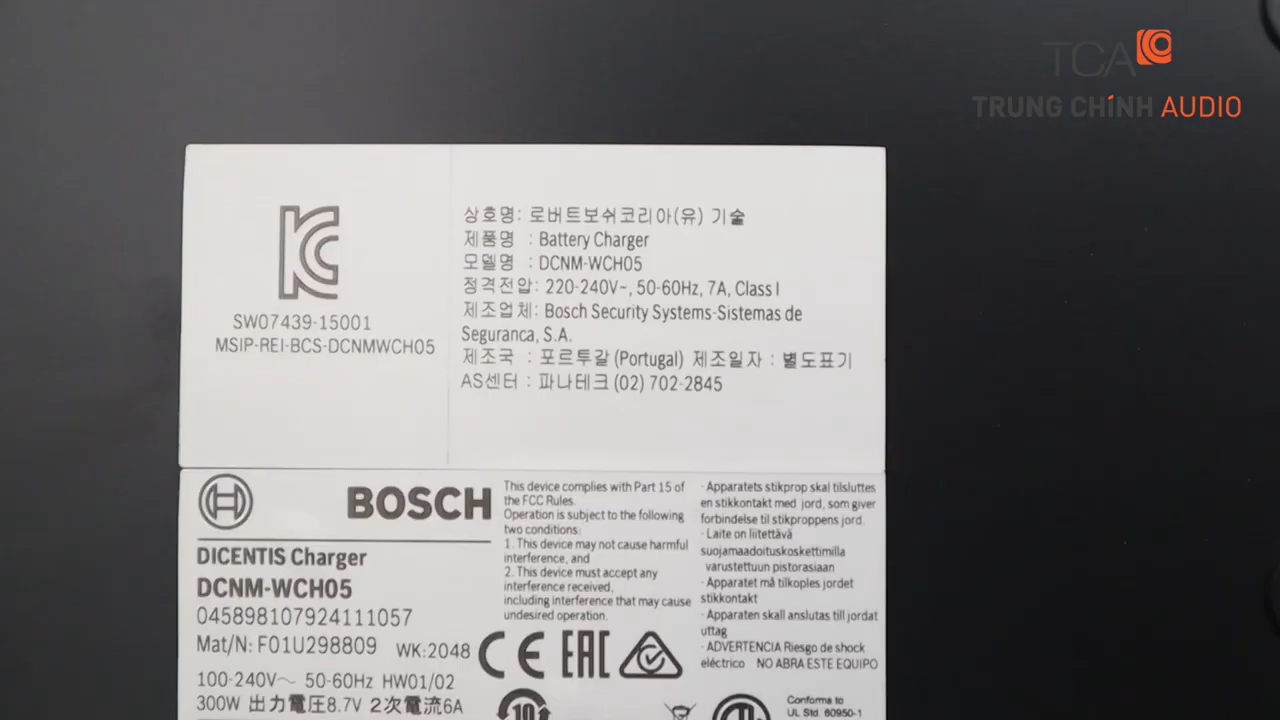 TCA
TRUNG CHÍNH AUDIO
SW07439-15001
MSIP-REI-BCS-DCNMWCH05
상호명: 로버트보쉬코리아(유) 기술
제품명 : Battery Charger
모델명 : DCNM-WCH05
정격전압: 220-240V~, 50-60Hz, 7A, Class I
제조업체: Bosch Security Systems-Sistemas de
Seguranca, S.A.
제조국 : 포르투갈 (Portugal) 제조일자 : 별도표기
AS센터 : 파나테크 (02) 702-2845
BOSCH
DICENTIS Charger
DCNM-WCH05
045898107924111057
Mat/N: F01U298809 WK:2048
100-240V~ 50-60Hz HW01/02
300W 出力電圧8.7V 2次電流6A
This device complies with Part 15 of
the FCC Rules.
Operation is subject to the following
two conditions:
1. This device may not cause harmful
interference, and
2. This device must accept any
interference received,
including interference that may cause
undesired operation.
CE EAC
10
· Apparatets stikprop skal tilsluttes
en stikkontakt med jord, som giver
forbindelse til stikproppens jord.
· Laite on liitettävä
suojamaadoituskoskettimilla
varustettuun pistorasiaan
· Apparatet må tilkoples jordet
stikkontakt
· Apparaten skall anslutas till jordat
uttag
· ADVERTENCIA Riesgo de shock
eléctrico NO ABRA ESTE EQUIPO
Conforms to
UL Std. 60950-1